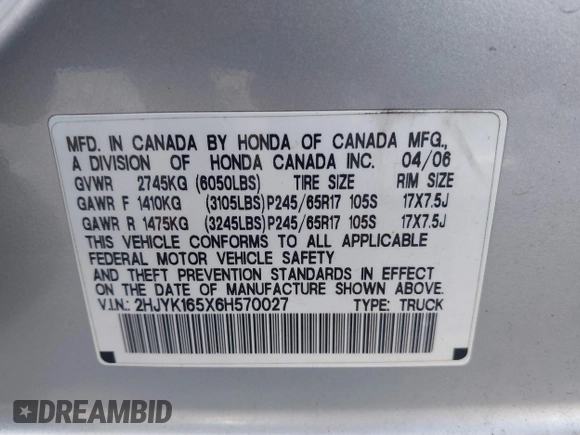 MFD. IN CANADA BY HONDA OF CANADA MFG.,
A DIVISION OF HONDA CANADA INC. 04/06
GVWR 2745KG (6050LBS) TIRE SIZE RIM SIZE
GAWR F 1410KG (3105LBS)P245/65R17 105S 17X7.5J
GAWR R 1475KG (3245LBS)P245/65R17 105S 17X7.5J
THIS VEHICLE CONFORMS TO ALL APPLICABLE
FEDERAL MOTOR VEHICLE SAFETY
AND THEFT PREVENTION STANDARDS IN EFFECT
ON THE DATE OF MANUFACTURE SHOWN ABOVE.
V.I.N.: 2HJYK165X6H570027 TYPE: TRUCK
DREAMBID